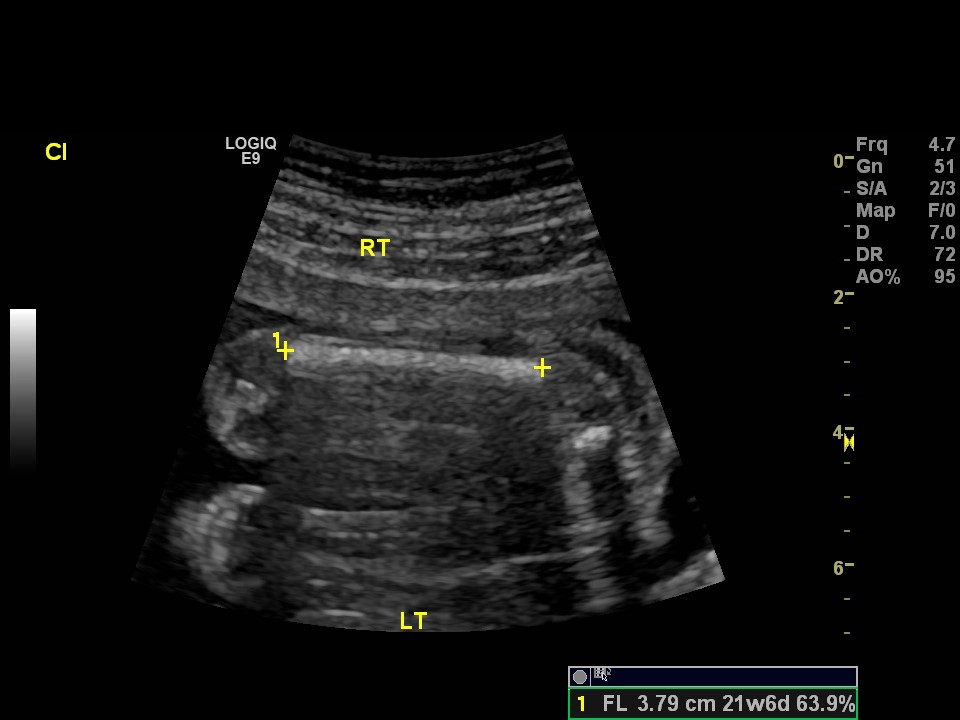 CI
LOGIQ
E9
Frq 4.7
Gn 51
S/A 2/3
Map F/0
D 7.0
DR 72
AO% 95
0
2
4
6
RT
1
LT
1 FL 3.79 cm 21w6d 63.9%